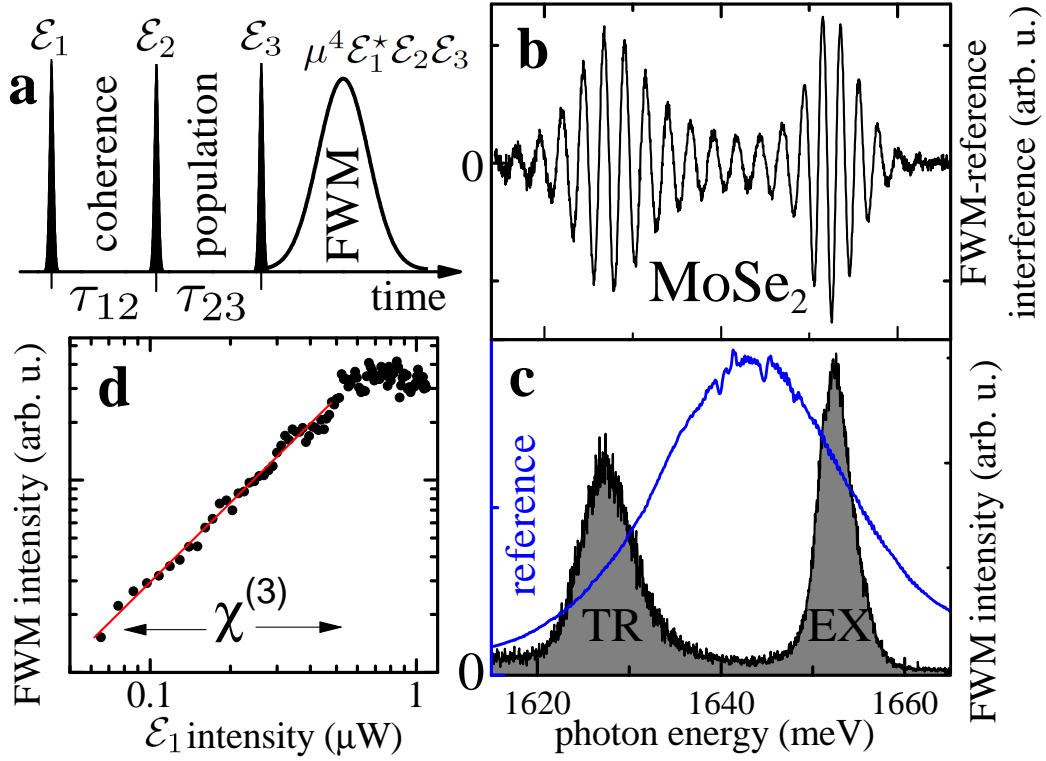 a
ℰ₁
ℰ₂
ℰ₃
μ⁴ℰ₁*ℰ₂ℰ₃
coherence
population
FWM
τ₁₂
τ₂₃
time
b
0
MoSe₂
FWM-reference
interference (arb. u.)
d
FWM intensity (arb. u.)
χ⁽³⁾
0.1
1
ℰ₁ intensity (μW)
c
reference
0
TR
EX
FWM intensity (arb. u.)
1620
1640
1660
photon energy (meV)